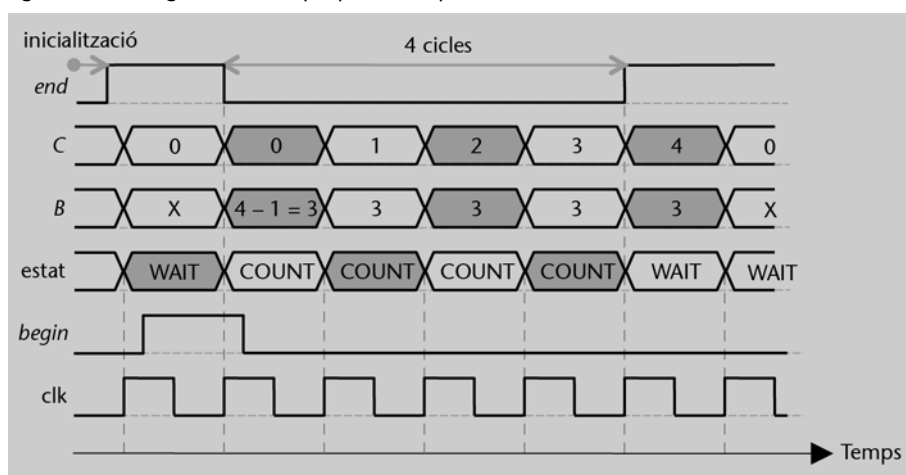 inicialització
4 cicles
end
C 0 0 1 2 3 4 0
B X 4 – 1 = 3 3 3 3 3 X
estat WAIT COUNT COUNT COUNT COUNT WAIT WAIT
begin
clk
Temps